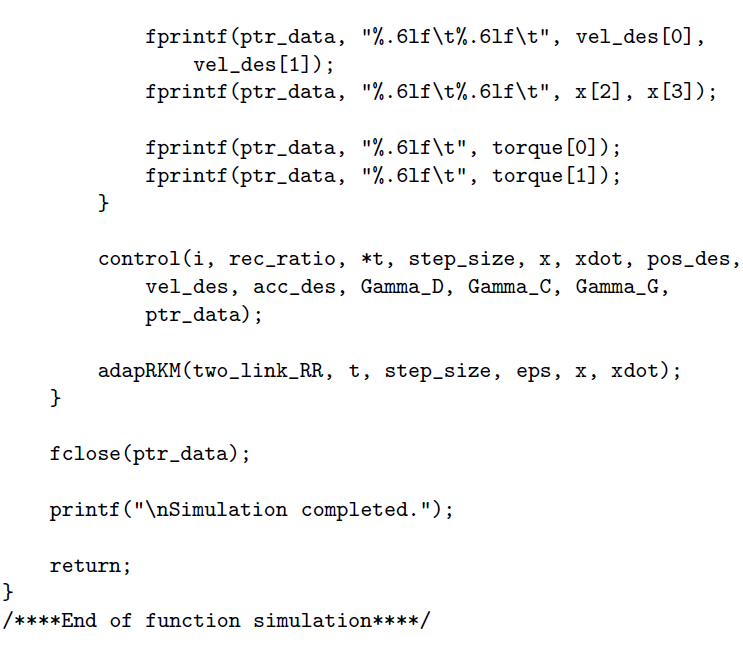 fprintf(ptr_data, "%.6lf\t%.6lf\t", vel_des[0],
vel_des[1]);
fprintf(ptr_data, "%.6lf\t%.6lf\t", x[2], x[3]);
fprintf(ptr_data, "%.6lf\t", torque[0]);
fprintf(ptr_data, "%.6lf\t", torque[1]);
}
control(i, rec_ratio, *t, step_size, x, xdot, pos_des,
vel_des, acc_des, Gamma_D, Gamma_C, Gamma_G,
ptr_data);
adapRKM(two_link_RR, t, step_size, eps, x, xdot);
}
fclose(ptr_data);
printf("\nSimulation completed.");
return;
}
/****End of function simulation****/